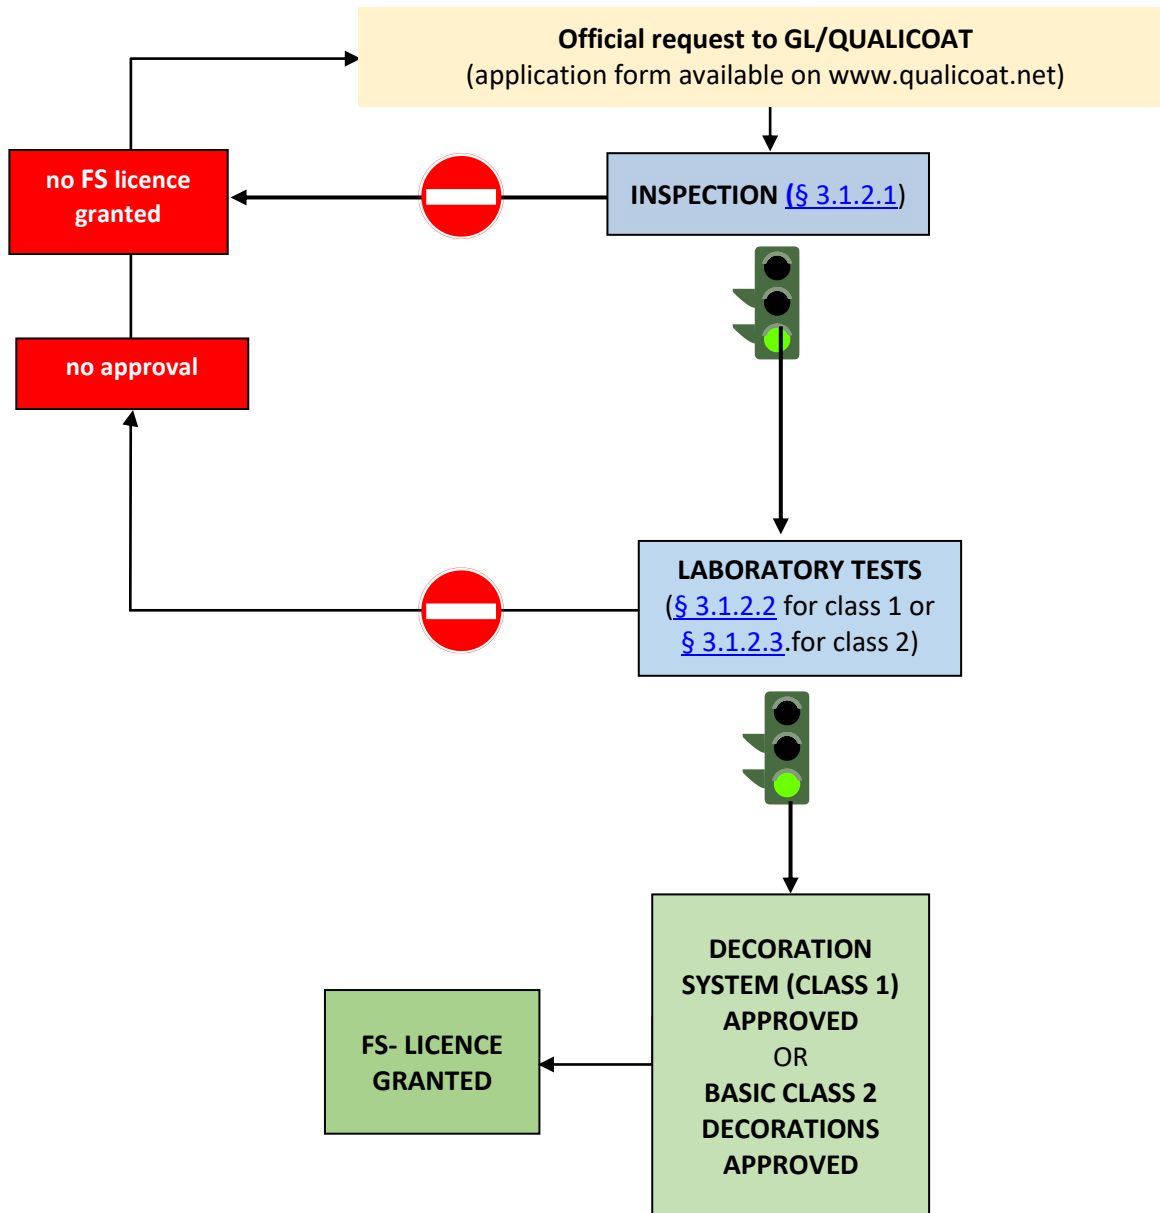 Official request to GL/QUALICOAT
(application form available on www.qualicoat.net)
no FS licence
granted
INSPECTION (§ 3.1.2.1)
no approval
LABORATORY TESTS
(§ 3.1.2.2 for class 1 or
§ 3.1.2.3.for class 2)
DECORATION
SYSTEM (CLASS 1)
APPROVED
OR
BASIC CLASS 2
DECORATIONS
APPROVED
FS- LICENCE
GRANTED